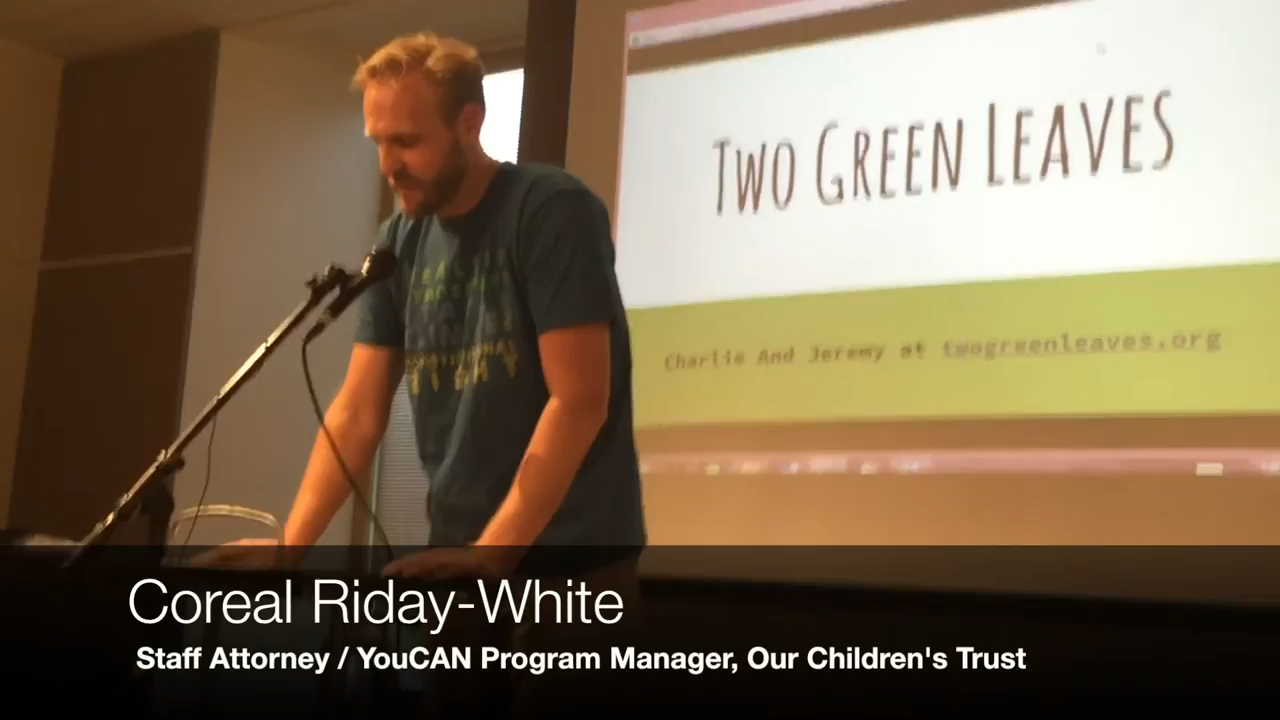 Two Green Leaves
Charlie And Jeremy at twogreenleaves.org
Coreal Riday-White
Staff Attorney / YouCAN Program Manager, Our Children's Trust